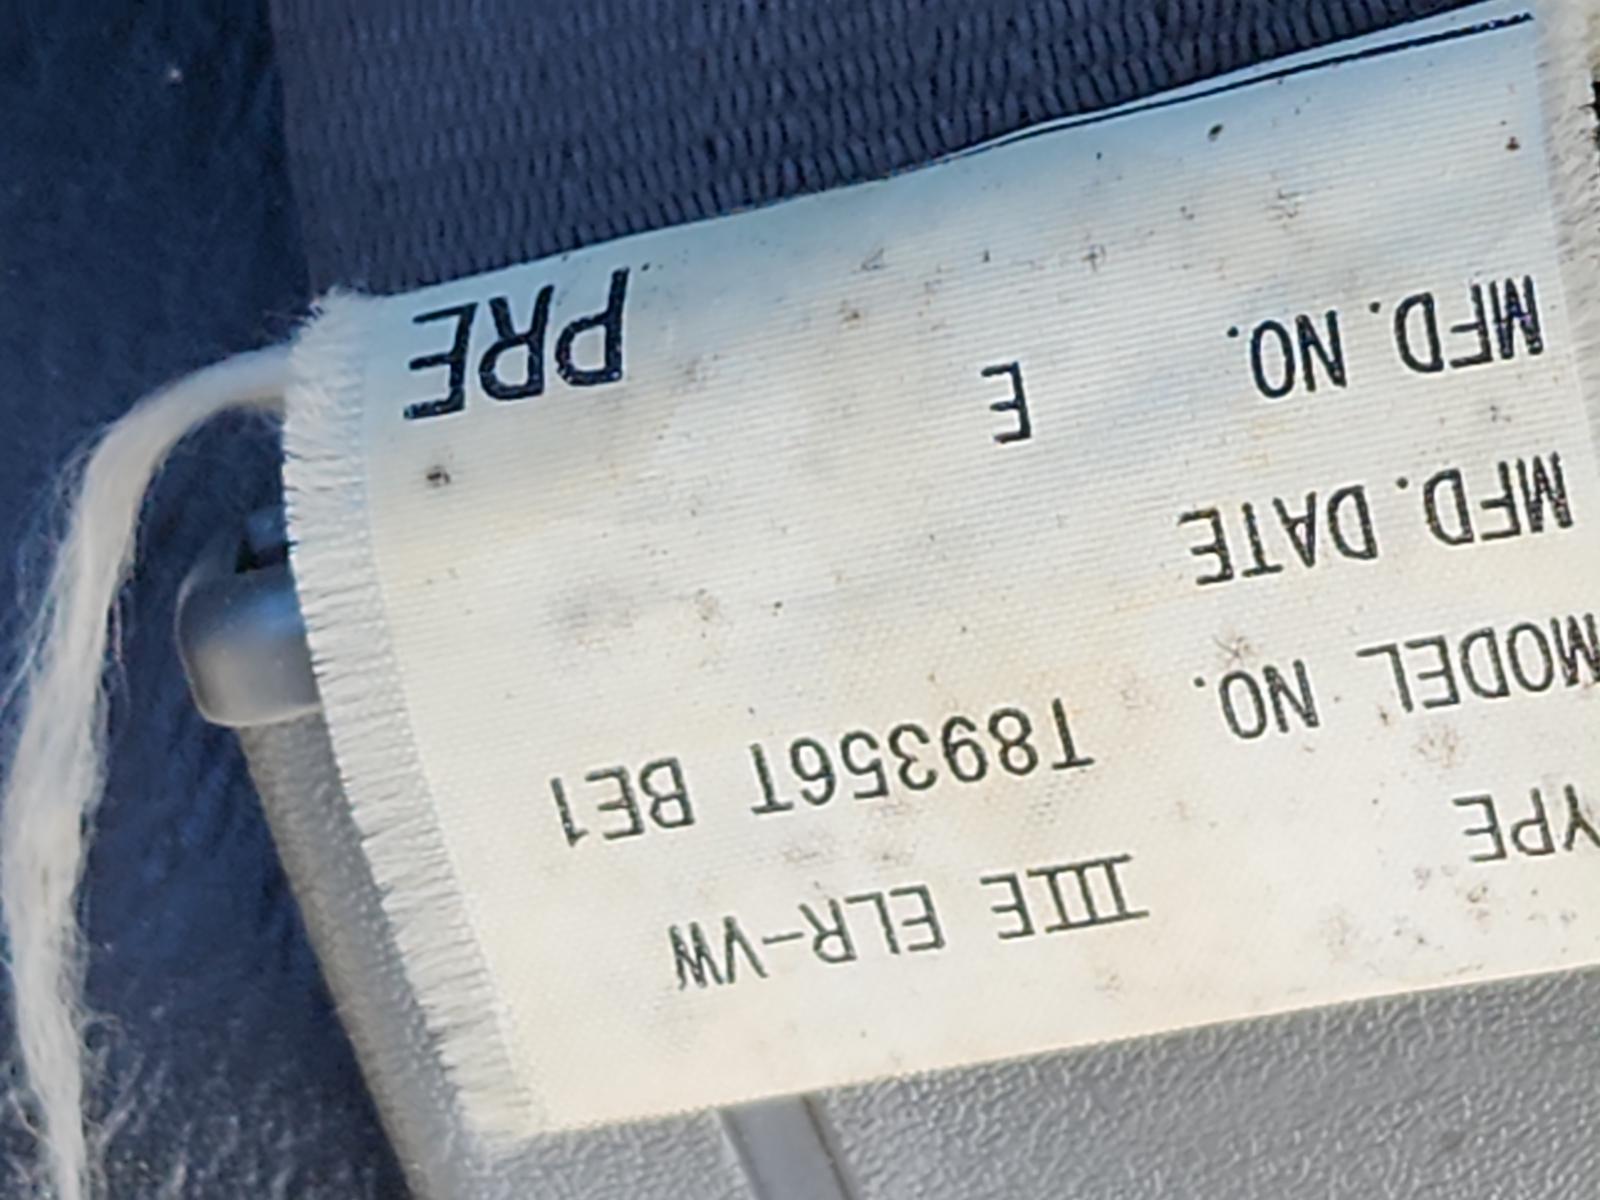 YPE IIIE ELR-VW
MODEL NO. T89356T BE1
MFD. DATE
MFD. NO. E
PRE